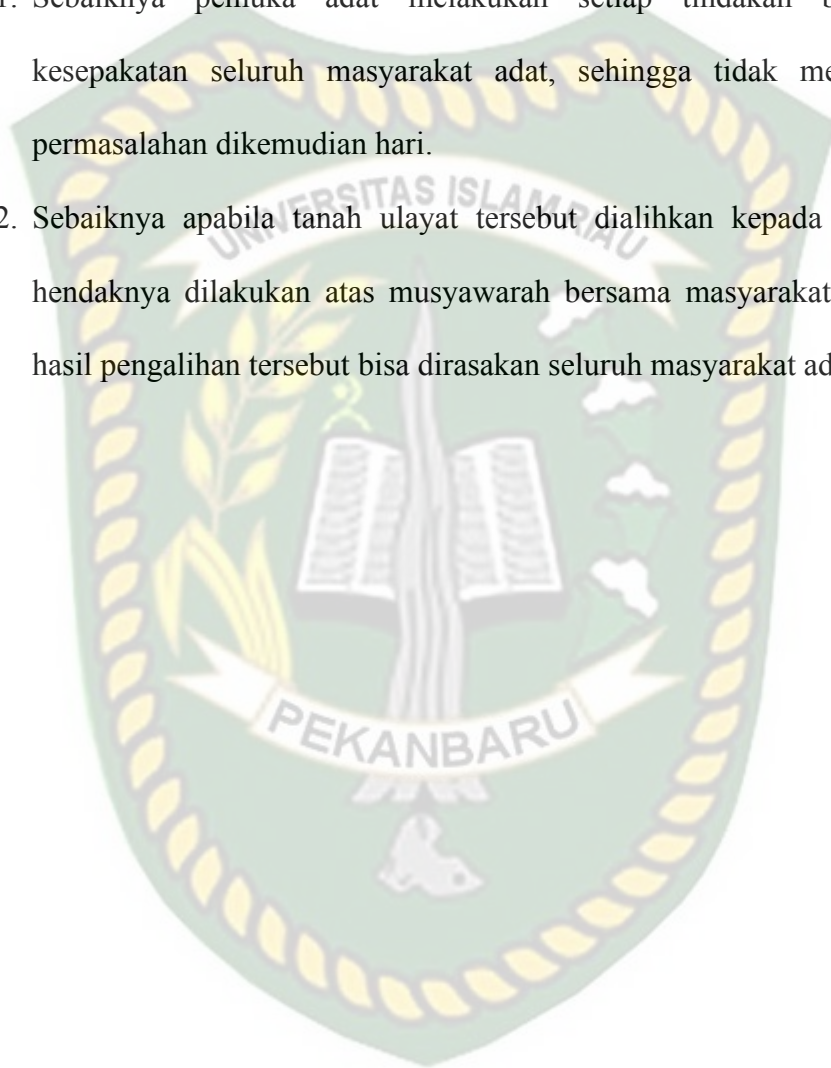 1. Sebaiknya pemuka adat melakukan setiap tindakan
kesepakatan seluruh masyarakat adat, sehingga tidak me
permasalahan dikemudian hari.
UNIVERSITAS ISLAM RIAU
2. Sebaiknya apabila tanah ulayat tersebut dialihkan kepada
hendaknya dilakukan atas musyawarah bersama masyarakat
hasil pengalihan tersebut bisa dirasakan seluruh masyarakat ad
PEKANBARU